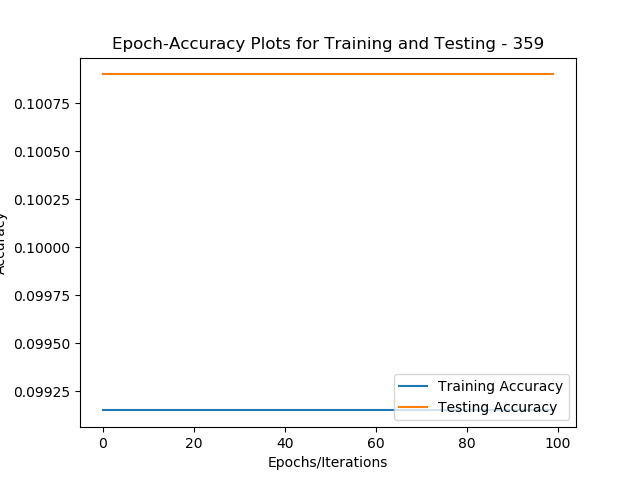 Epoch-Accuracy Plots for Training and Testing - 359
0.10075
0.10050
0.10025
0.10000
0.09975
0.09950
0.09925
Accuracy
Training Accuracy
Testing Accuracy
0 20 40 60 80 100
Epochs/Iterations